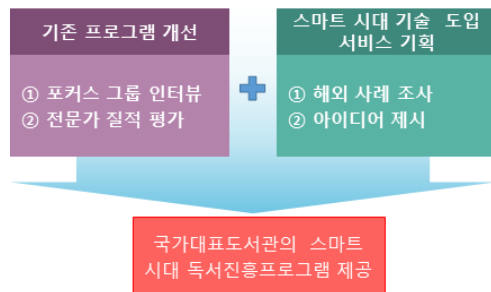 기존 프로그램 개선
① 포커스 그룹 인터뷰
② 전문가 질적 평가
스마트 시대 기술 도입
서비스 기획
① 해외 사례 조사
② 아이디어 제시
국가대표도서관의 스마트
시대 독서진흥프로그램 제공